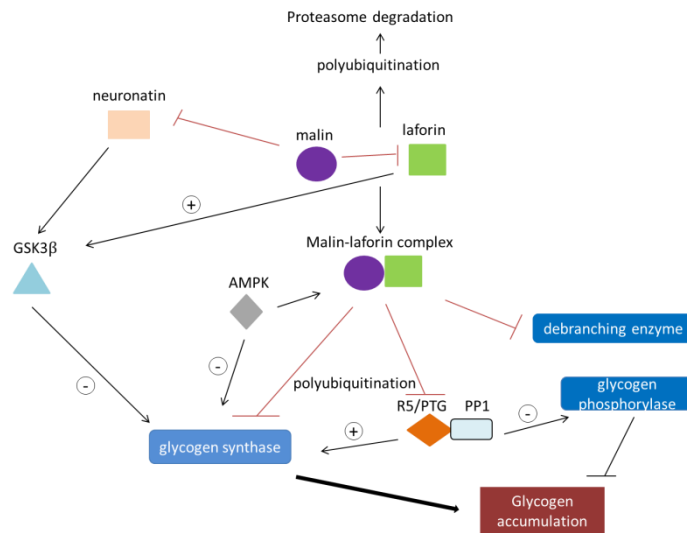 Proteasome degradation
polyubiquitination
neuronatin
malin
laforin
+
GSK3β
Malin-laforin complex
AMPK
debranching enzyme
-
-
polyubiquitination
glycogen
phosphorylase
R5/PTG
PP1
-
+
glycogen synthase
Glycogen
accumulation